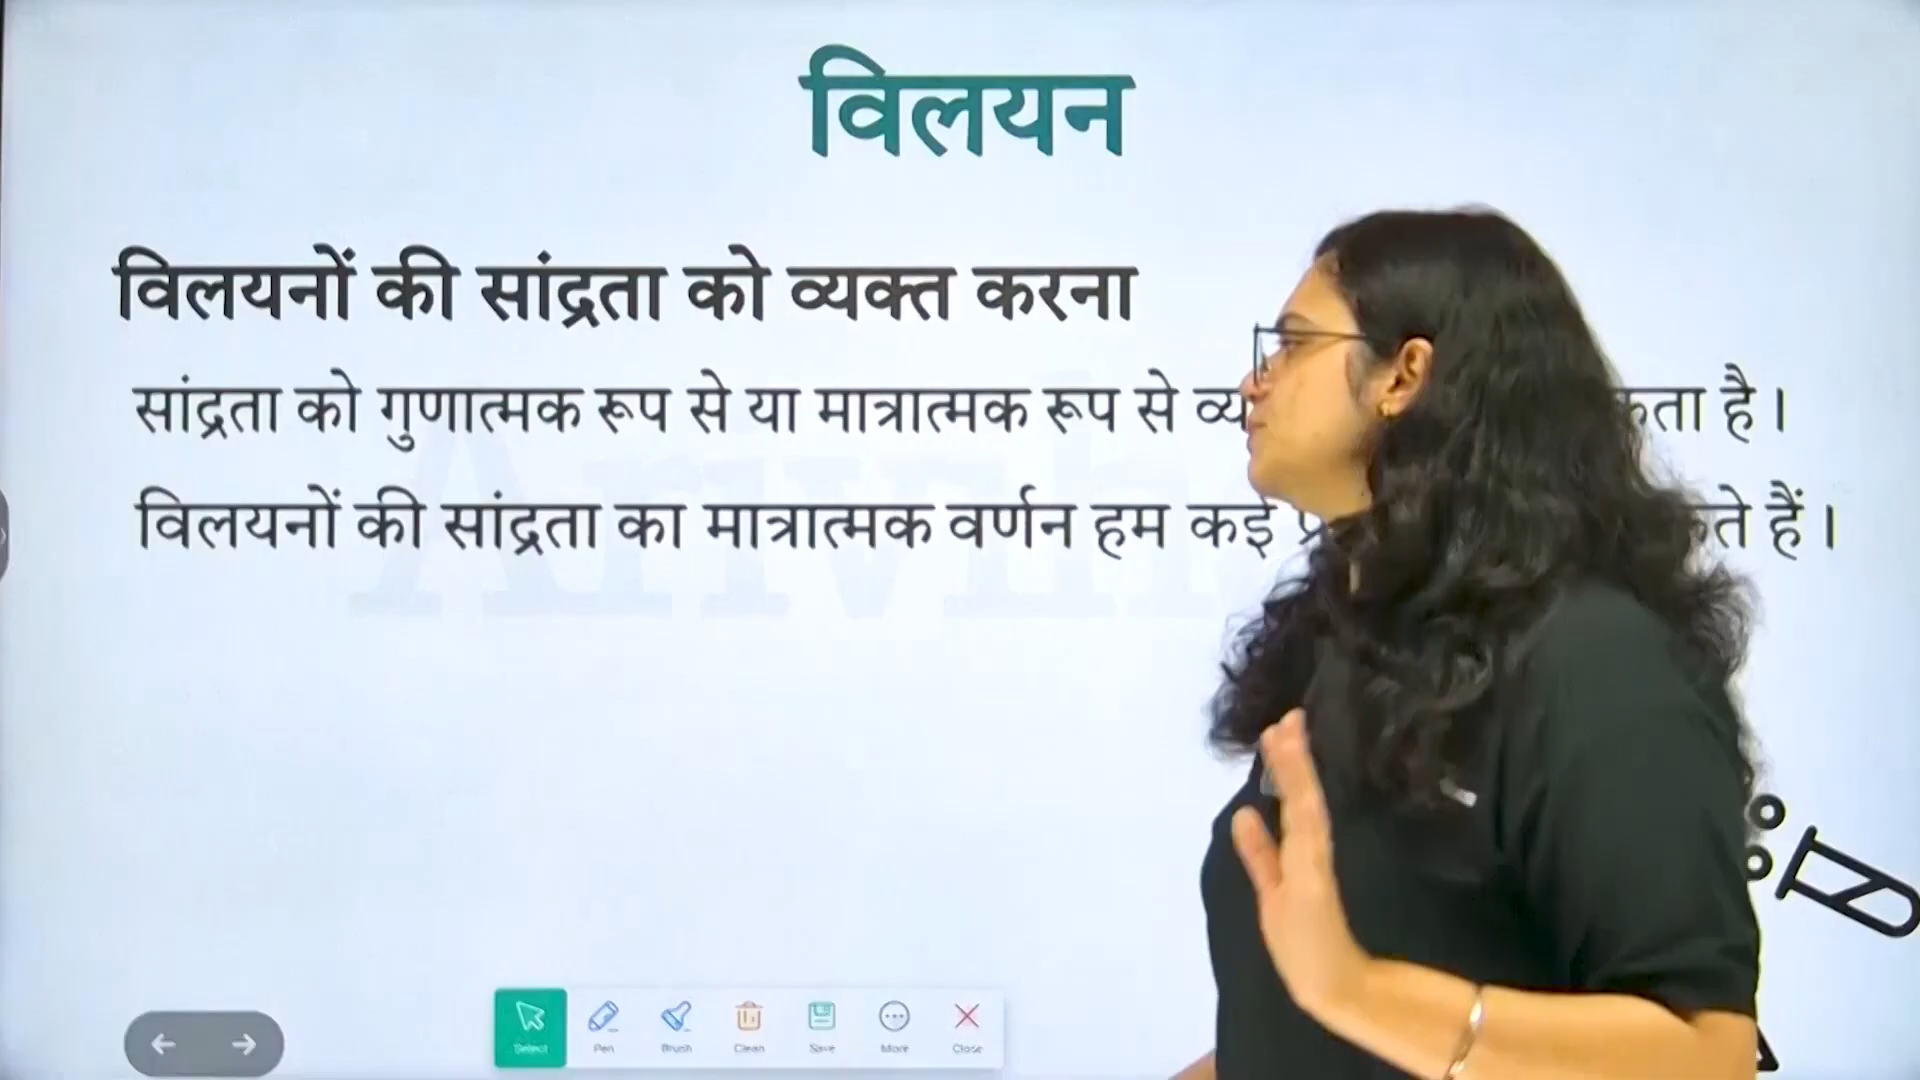 विलयन
विलयनों की सांद्रता को व्यक्त करना
सांद्रता को गुणात्मक रूप से या मात्रात्मक रूप से है।
विलयनों की सांद्रता का मात्रात्मक वर्णन हम कई हैं।
Select Pen Brush Clean Save More Close